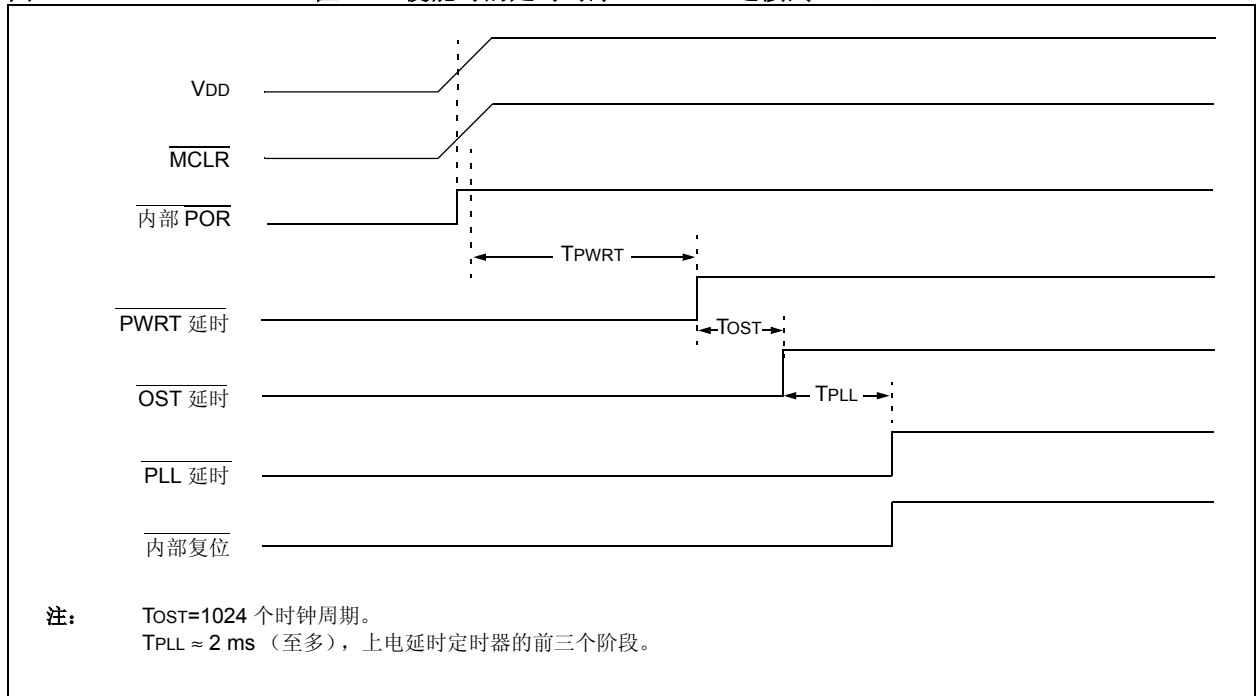 VDD
MCLR
内部 POR
TPWRT
PWRT 延时
TOST
OST 延时
TPLL
PLL 延时
内部复位
注: TOST=1024 个时钟周期。
TPLL ≈ 2 ms （至多），上电延时定时器的前三个阶段。